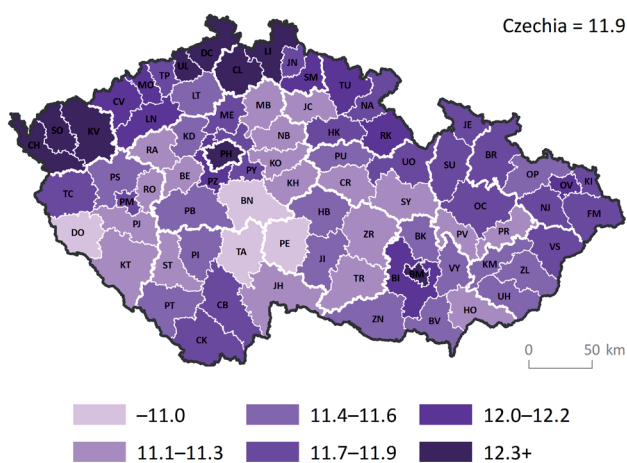 Czechia = 11.9
DC
LI
UL
CL
JN
TP
MO
SM
CV
LT
TU
LN
MB
JC
NA
ME
SO
KV
CH
KD
NB
HK
RK
JE
RA
PH
PY
KO
PU
UO
SU
BR
BE
PZ
PS
TC
RO
PM
KH
CR
OP
OV
KI
BN
SY
OC
NJ
FM
PB
HB
PJ
DO
PE
ZR
BK
PV
PR
VS
TA
KT
ST
PI
JI
BI
BM
VY
KM
ZL
TR
JH
UH
PT
CB
HO
ZN
BV
CK
0 50 km
–11.0
11.4–11.6
12.0–12.2
11.1–11.3
11.7–11.9
12.3+